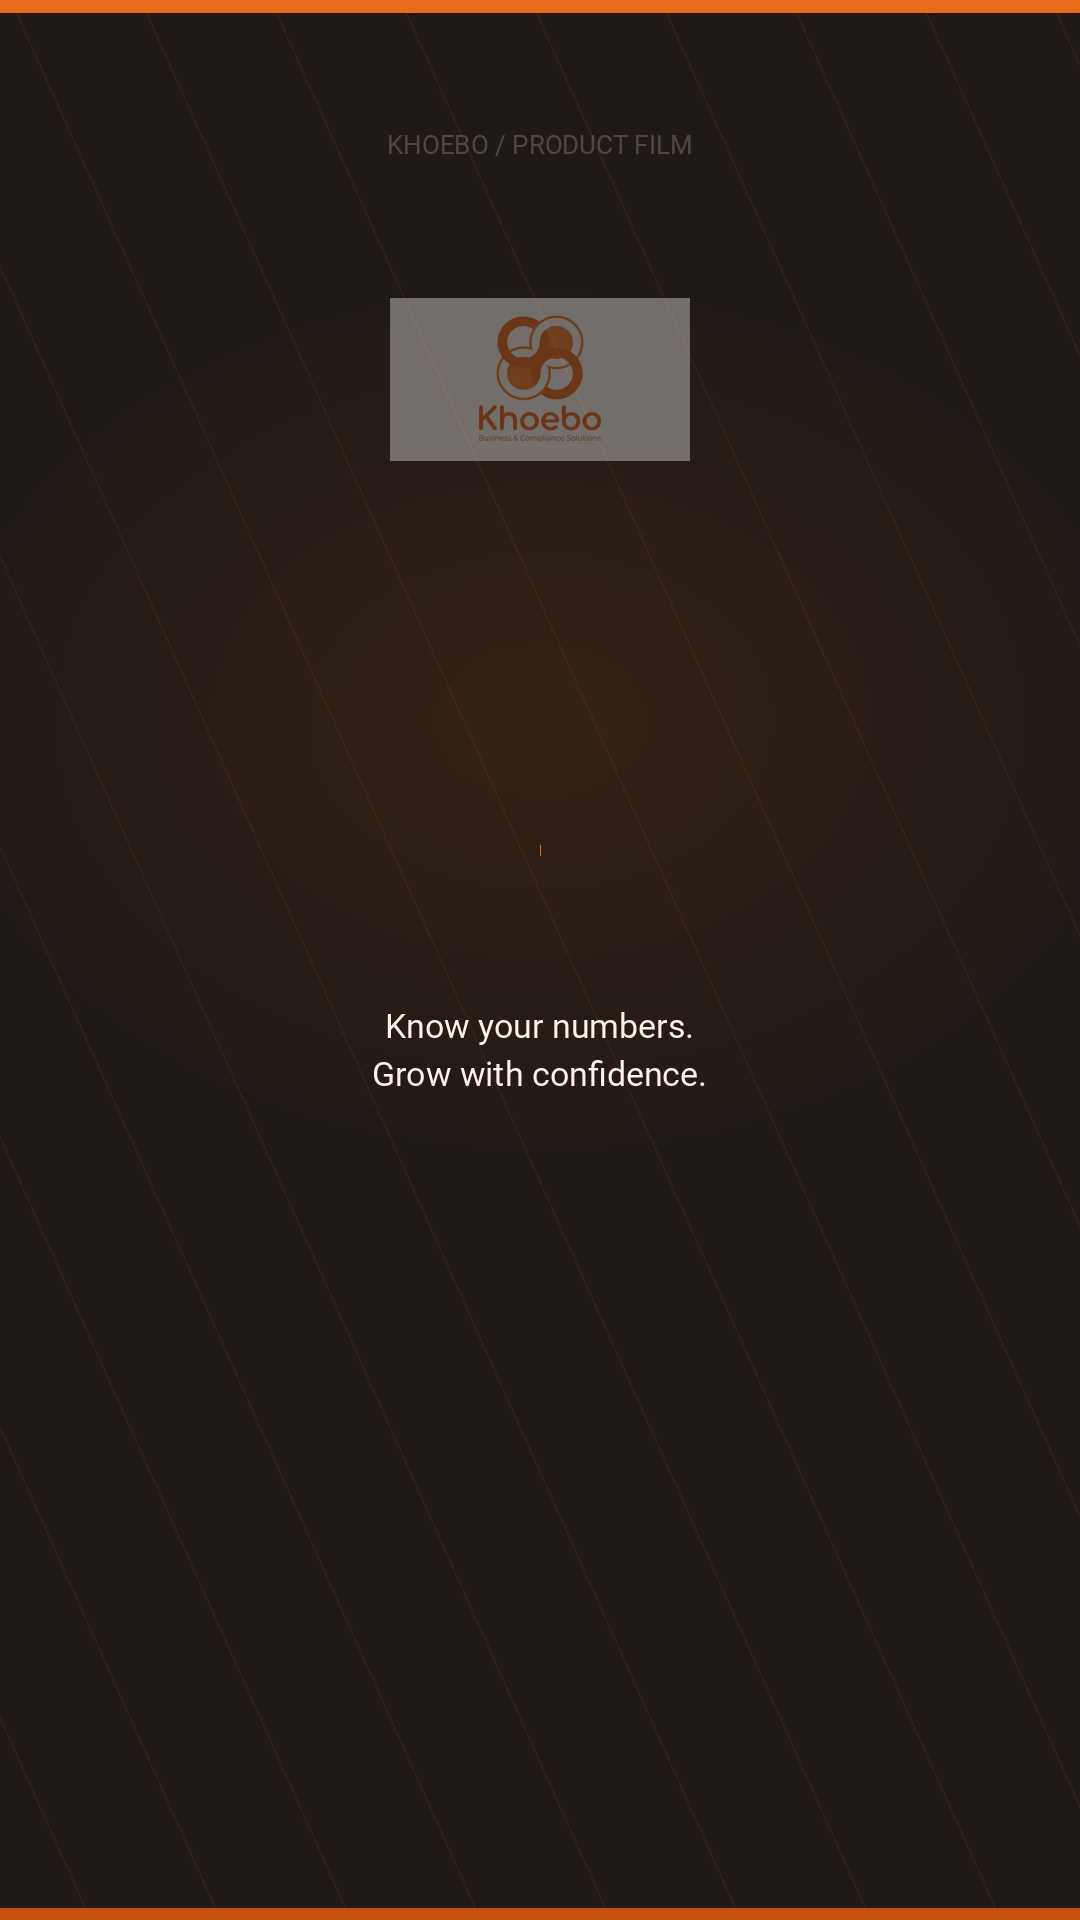 KHOEBO / PRODUCT FILM
Khoebo
Business & Compliance Solutions
Know your numbers.
Grow with confidence.